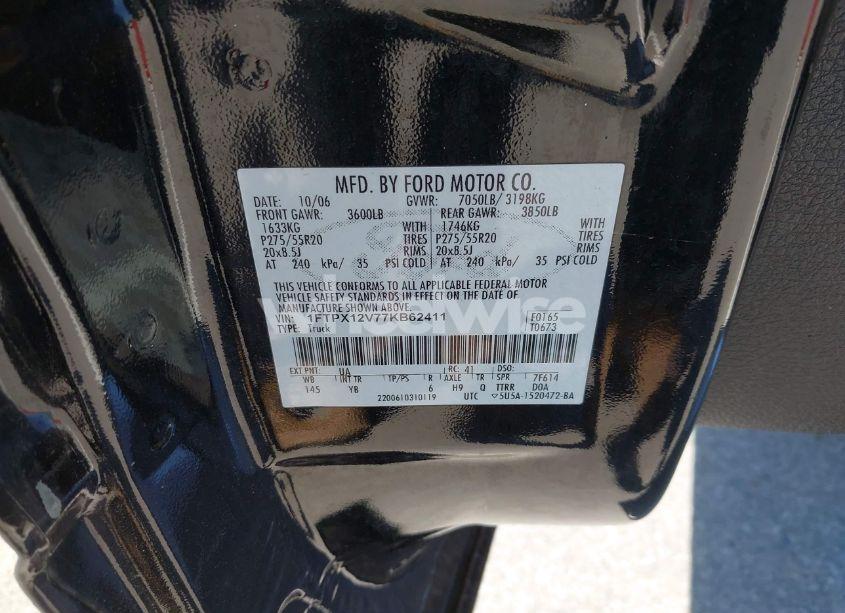 MFD. BY FORD MOTOR CO.
DATE: 10/06 GVWR: 7050LB/ 3198KG
FRONT GAWR: 3600LB REAR GAWR: 3850LB
1633KG WITH 1746KG WITH
P275/55R20 TIRES P275/55R20 TIRES
20x8.5J RIMS 20x8.5J RIMS
AT 240 kPa/ 35 PSI COLD AT 240 kPa/ 35 PSI COLD
THIS VEHICLE CONFORMS TO ALL APPLICABLE FEDERAL MOTOR
VEHICLE SAFETY STANDARDS IN EFFECT ON THE DATE OF
MANUFACTURE SHOWN ABOVE.
VIN: 1FTPX12V77KB62411 F0165
TYPE: Truck T0673
EXT PNT: UA RC: 41 DSO:
WB INT TR TP/PS R AXLE TR SPR 7F614
145 YB 6 H9 Q TTRR DOA
2200610310119 UTC 5U5A-1520472-BA
wheelwise